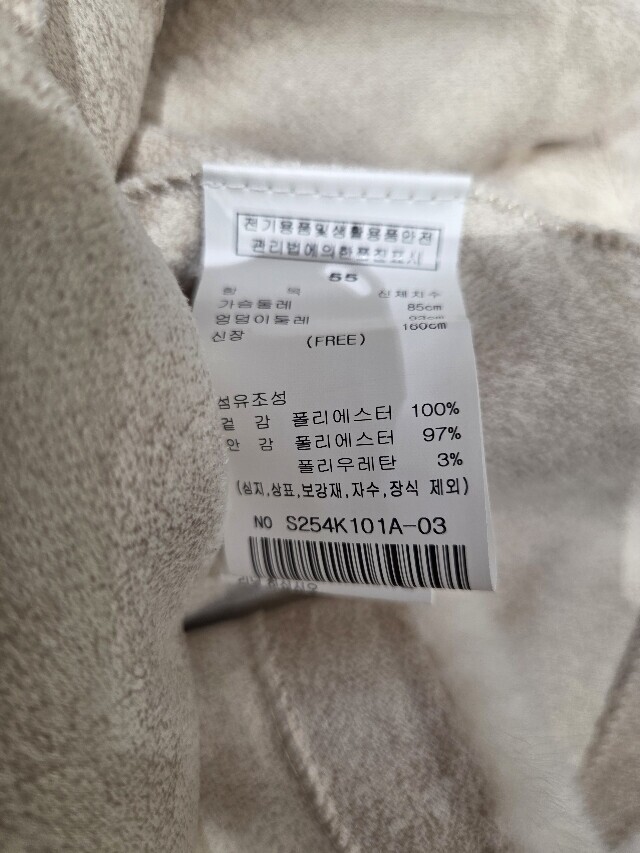 전기용품및생활용품안전
관리법에의한품질표시
55
항 목 신체치수
가슴둘레 85cm
엉덩이둘레
신장 160cm
(FREE)
섬유조성
겉 감 폴리에스터 100%
안 감 폴리에스터 97%
폴리우레탄 3%
(심지,상표,보강재,자수,장식 제외)
NO S254K101A-03